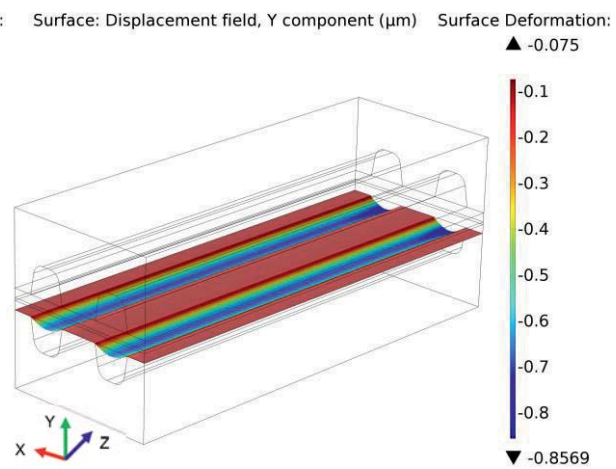 : Surface: Displacement field, Y component (µm) Surface Deformation:
▲ -0.075
-0.1
-0.2
-0.3
-0.4
-0.5
-0.6
-0.7
-0.8
▼ -0.8569
Y
X
Z